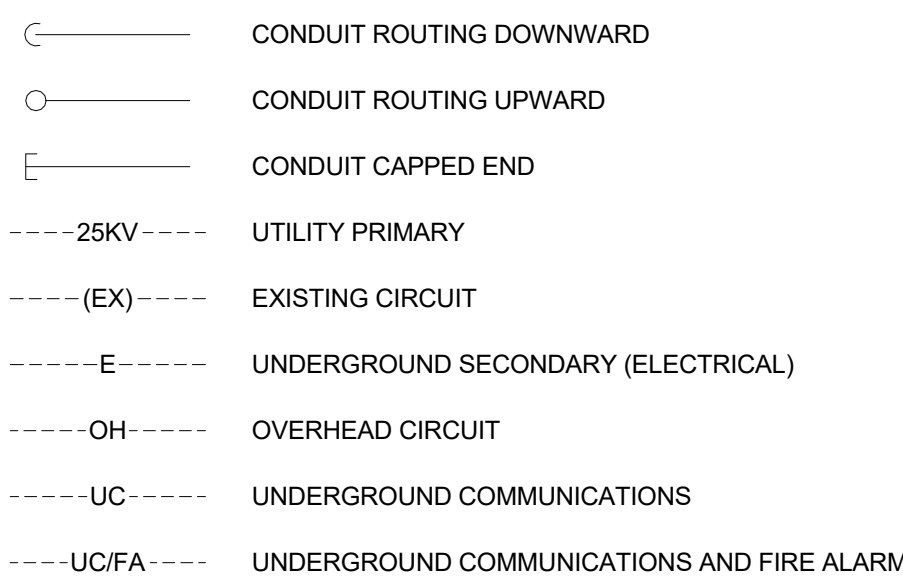 CONDUIT ROUTING DOWNWARD
CONDUIT ROUTING UPWARD
CONDUIT CAPPED END
25KV UTILITY PRIMARY
(EX) EXISTING CIRCUIT
E UNDERGROUND SECONDARY (ELECTRICAL)
OH OVERHEAD CIRCUIT
UC UNDERGROUND COMMUNICATIONS
UC/FA UNDERGROUND COMMUNICATIONS AND FIRE ALARM